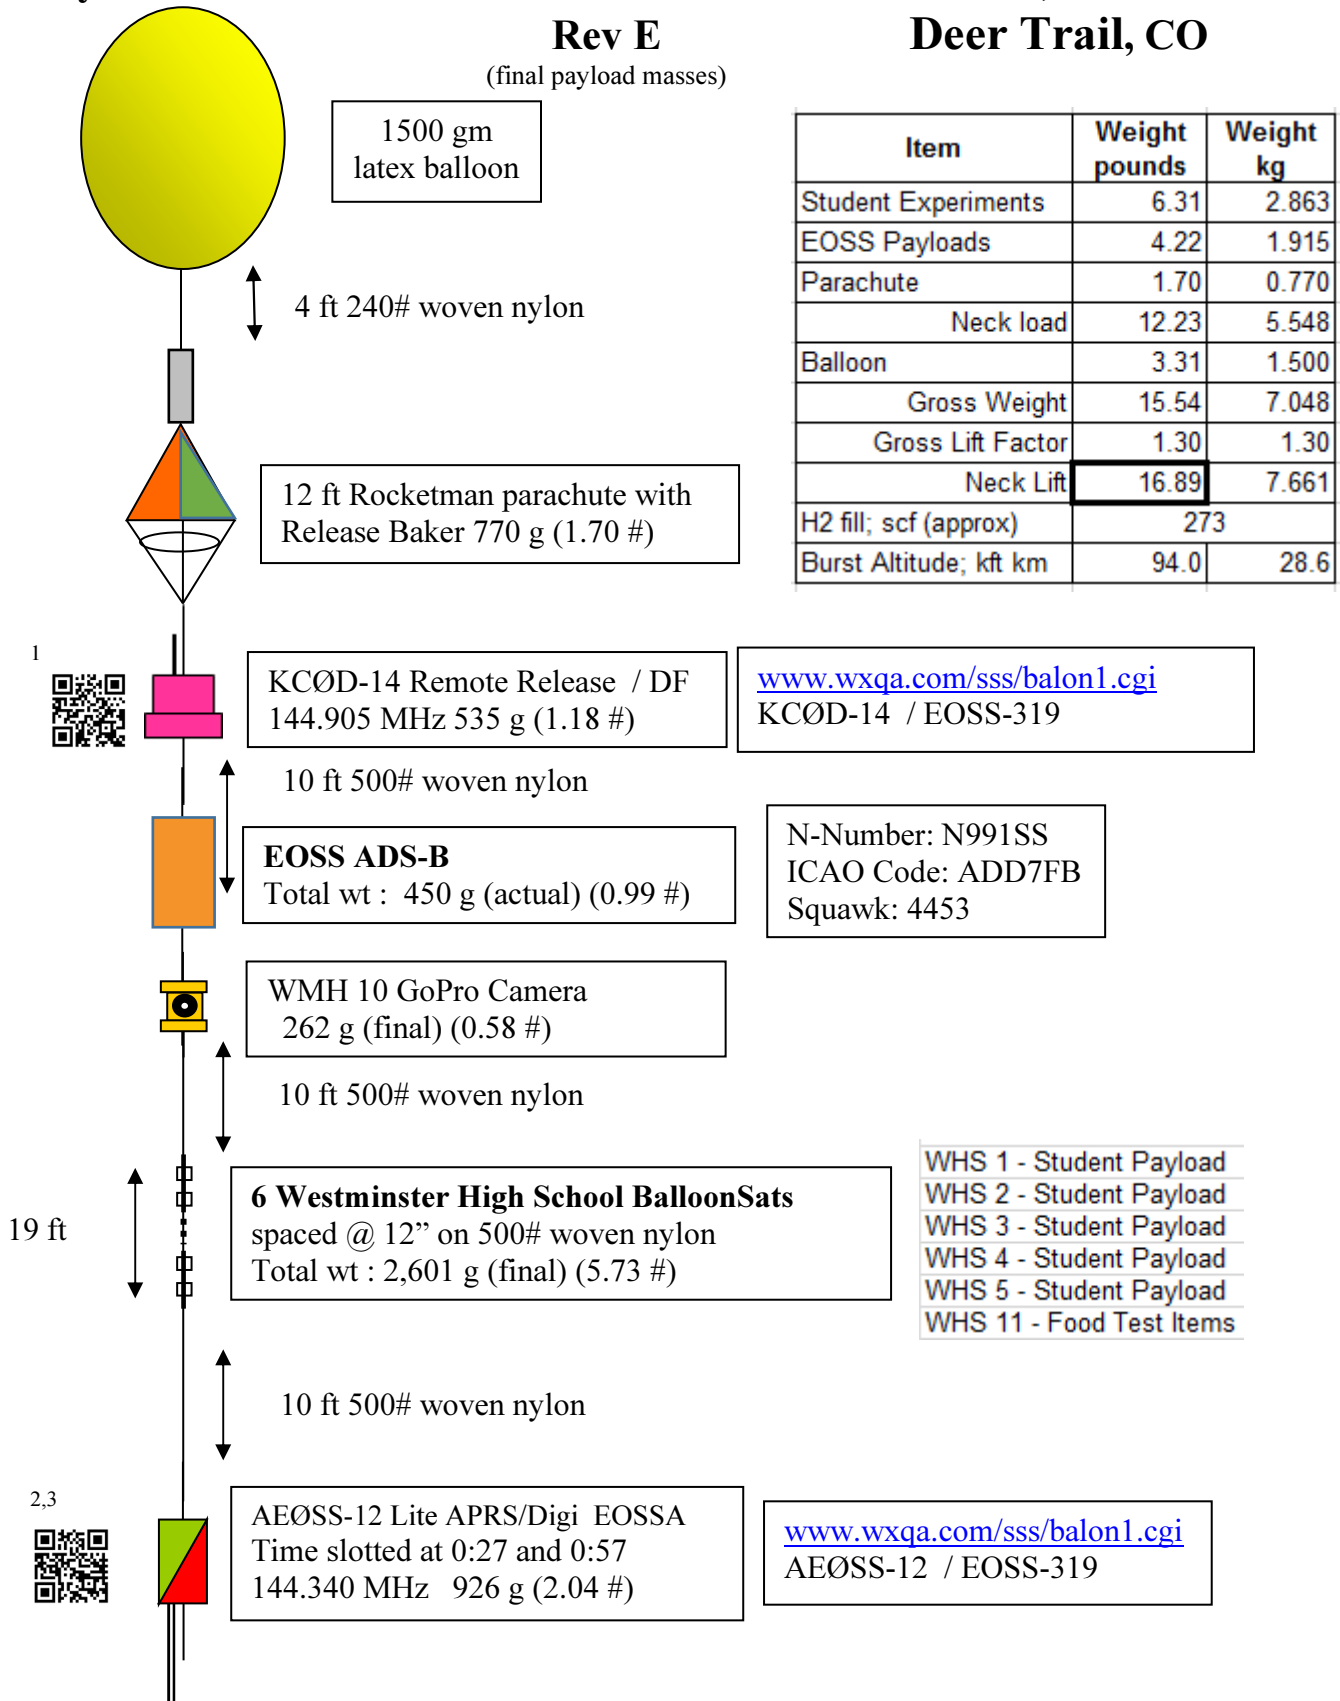 Rev E
(final payload masses)
Deer Trail, CO
1500 gm
latex balloon
4 ft 240# woven nylon
12 ft Rocketman parachute with
Release Baker 770 g (1.70 #)
Item Weight pounds Weight kg
Student Experiments 6.31 2.863
EOSS Payloads 4.22 1.915
Parachute 1.70 0.770
Neck load 12.23 5.548
Balloon 3.31 1.500
Gross Weight 15.54 7.048
Gross Lift Factor 1.30 1.30
Neck Lift 16.89 7.661
H2 fill; scf (approx) 273
Burst Altitude; kft km 94.0 28.6
1
KCØD-14 Remote Release / DF
144.905 MHz 535 g (1.18 #)
www.wxqa.com/sss/balon1.cgi
KCØD-14 / EOSS-319
10 ft 500# woven nylon
EOSS ADS-B
Total wt : 450 g (actual) (0.99 #)
N-Number: N991SS
ICAO Code: ADD7FB
Squawk: 4453
WMH 10 GoPro Camera
262 g (final) (0.58 #)
10 ft 500# woven nylon
19 ft
6 Westminster High School BalloonSats
spaced @ 12” on 500# woven nylon
Total wt : 2,601 g (final) (5.73 #)
WHS 1 - Student Payload
WHS 2 - Student Payload
WHS 3 - Student Payload
WHS 4 - Student Payload
WHS 5 - Student Payload
WHS 11 - Food Test Items
10 ft 500# woven nylon
2,3
AEØSS-12 Lite APRS/Digi EOSSA
Time slotted at 0:27 and 0:57
144.340 MHz 926 g (2.04 #)
www.wxqa.com/sss/balon1.cgi
AEØSS-12 / EOSS-319